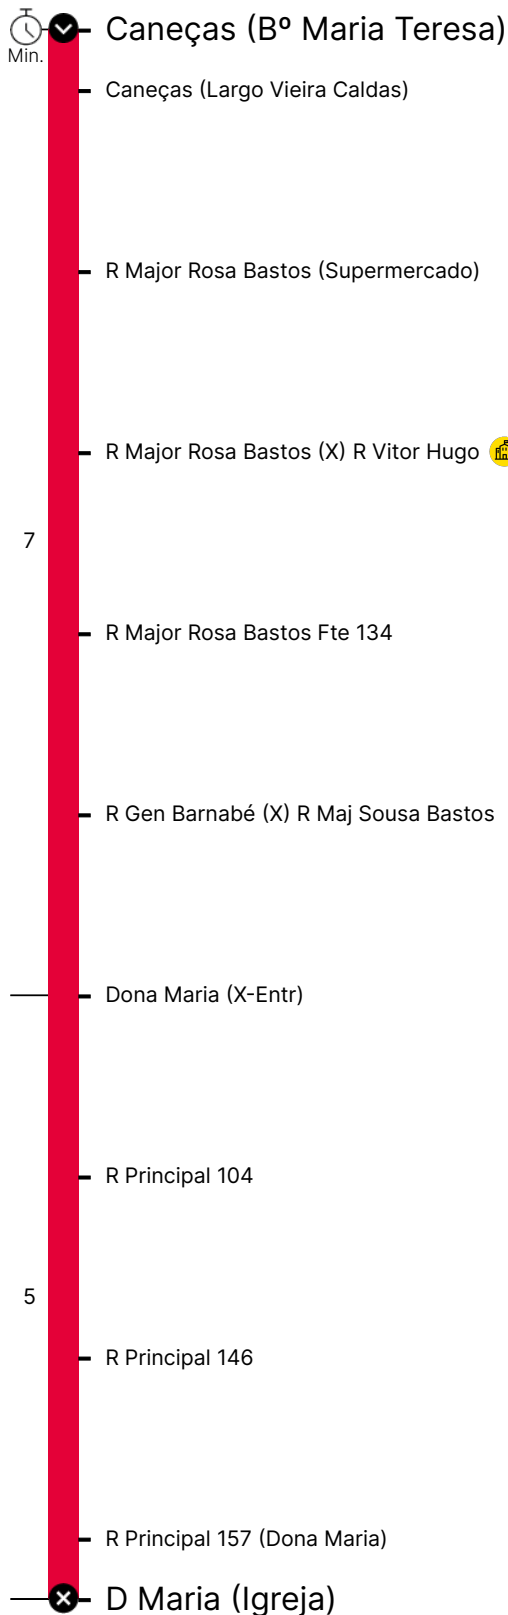 Caneças (Bº Maria Teresa)
Min.
Caneças (Largo Vieira Caldas)
R Major Rosa Bastos (Supermercado)
R Major Rosa Bastos (X) R Vitor Hugo
7
R Major Rosa Bastos Fte 134
R Gen Barnabé (X) R Maj Sousa Bastos
Dona Maria (X-Entr)
R Principal 104
5
R Principal 146
R Principal 157 (Dona Maria)
D Maria (Igreja)